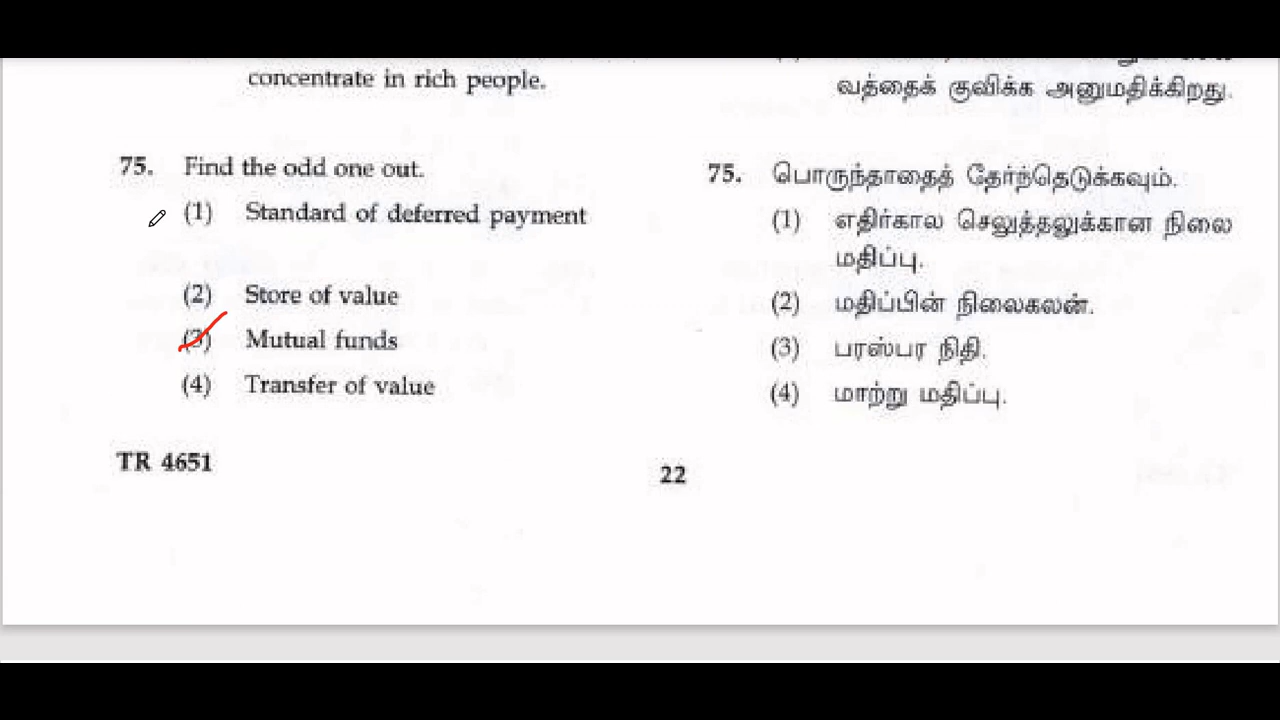 concentrate in rich people.
75. Find the odd one out.
(1) Standard of deferred payment
(2) Store of value
(3) Mutual funds
(4) Transfer of value
வத்தைக் குவிக்க அனுமதிக்கிறது.
75. பொருந்தாதைத் தேர்ந்தெடுக்கவும்.
(1) எதிர்கால செலுத்தலுக்கான நிலை
மதிப்பு.
(2) மதிப்பின் நிலைகலன்.
(3) பரஸ்பர நிதி.
(4) மாற்று மதிப்பு.
TR 4651
22